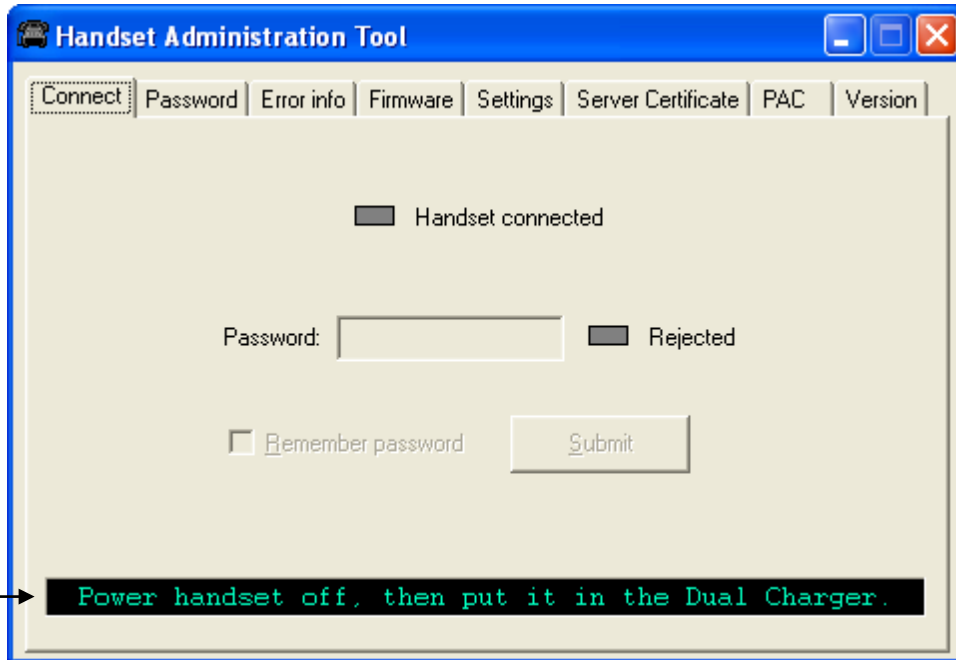 Handset Administration Tool
Connect Password Error info Firmware Settings Server Certificate PAC Version
Handset connected
Password: Rejected
Remember password Submit
Power handset off, then put it in the Dual Charger.